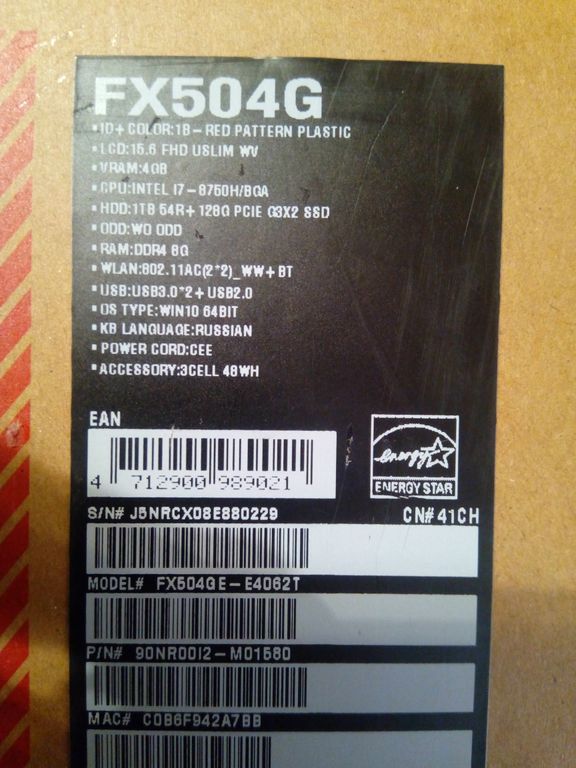 FX504G
• ID+ COLOR:1B-RED PATTERN PLASTIC
• LCD:15.6 FHD USLIM WV
• VRAM:4GB
• CPU:INTEL I7-8750H/BGA
• HDD:1TB 54R+128G PCIE G3X2 SSD
• ODD:WO ODD
• RAM:DDR4 8G
• WLAN:802.11AC(2*2)_WW+BT
• USB:USB3.0*2+USB2.0
• OS TYPE:WIN10 64BIT
• KB LANGUAGE:RUSSIAN
• POWER CORD:CEE
• ACCESSORY:3CELL 48WH
EAN
4 712900 989021
energy
ENERGY STAR
S/N# J5NRCX08E880229 CN# 41CH
MODEL# FX504GE-E4062T
P/N# 90NR00I2-M01580
MAC# C0B6F942A7BB